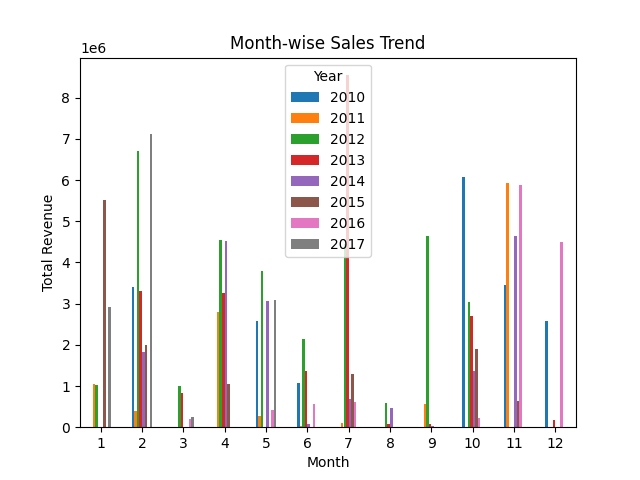 Month-wise Sales Trend
1e6
Year
2010
2011
2012
2013
2014
2015
2016
2017
8
7
6
5
4
3
2
1
0
Total Revenue
1 2 3 4 5 6 7 8 9 10 11 12
Month